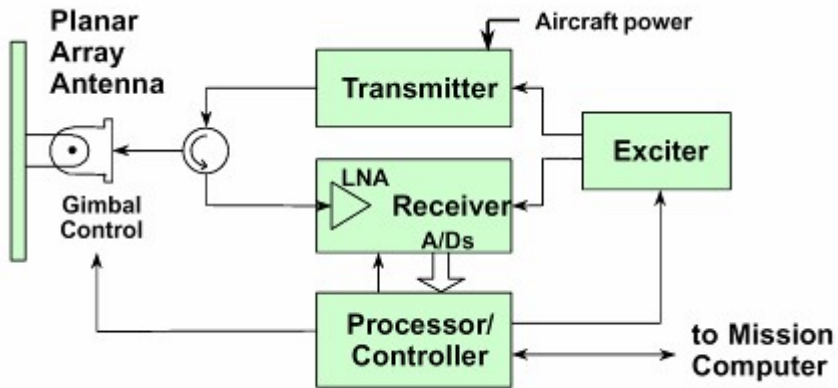 Planar
Array
Antenna
Aircraft power
Transmitter
Exciter
LNA
Receiver
A/Ds
Gimbal
Control
Processor/
Controller
to Mission
Computer